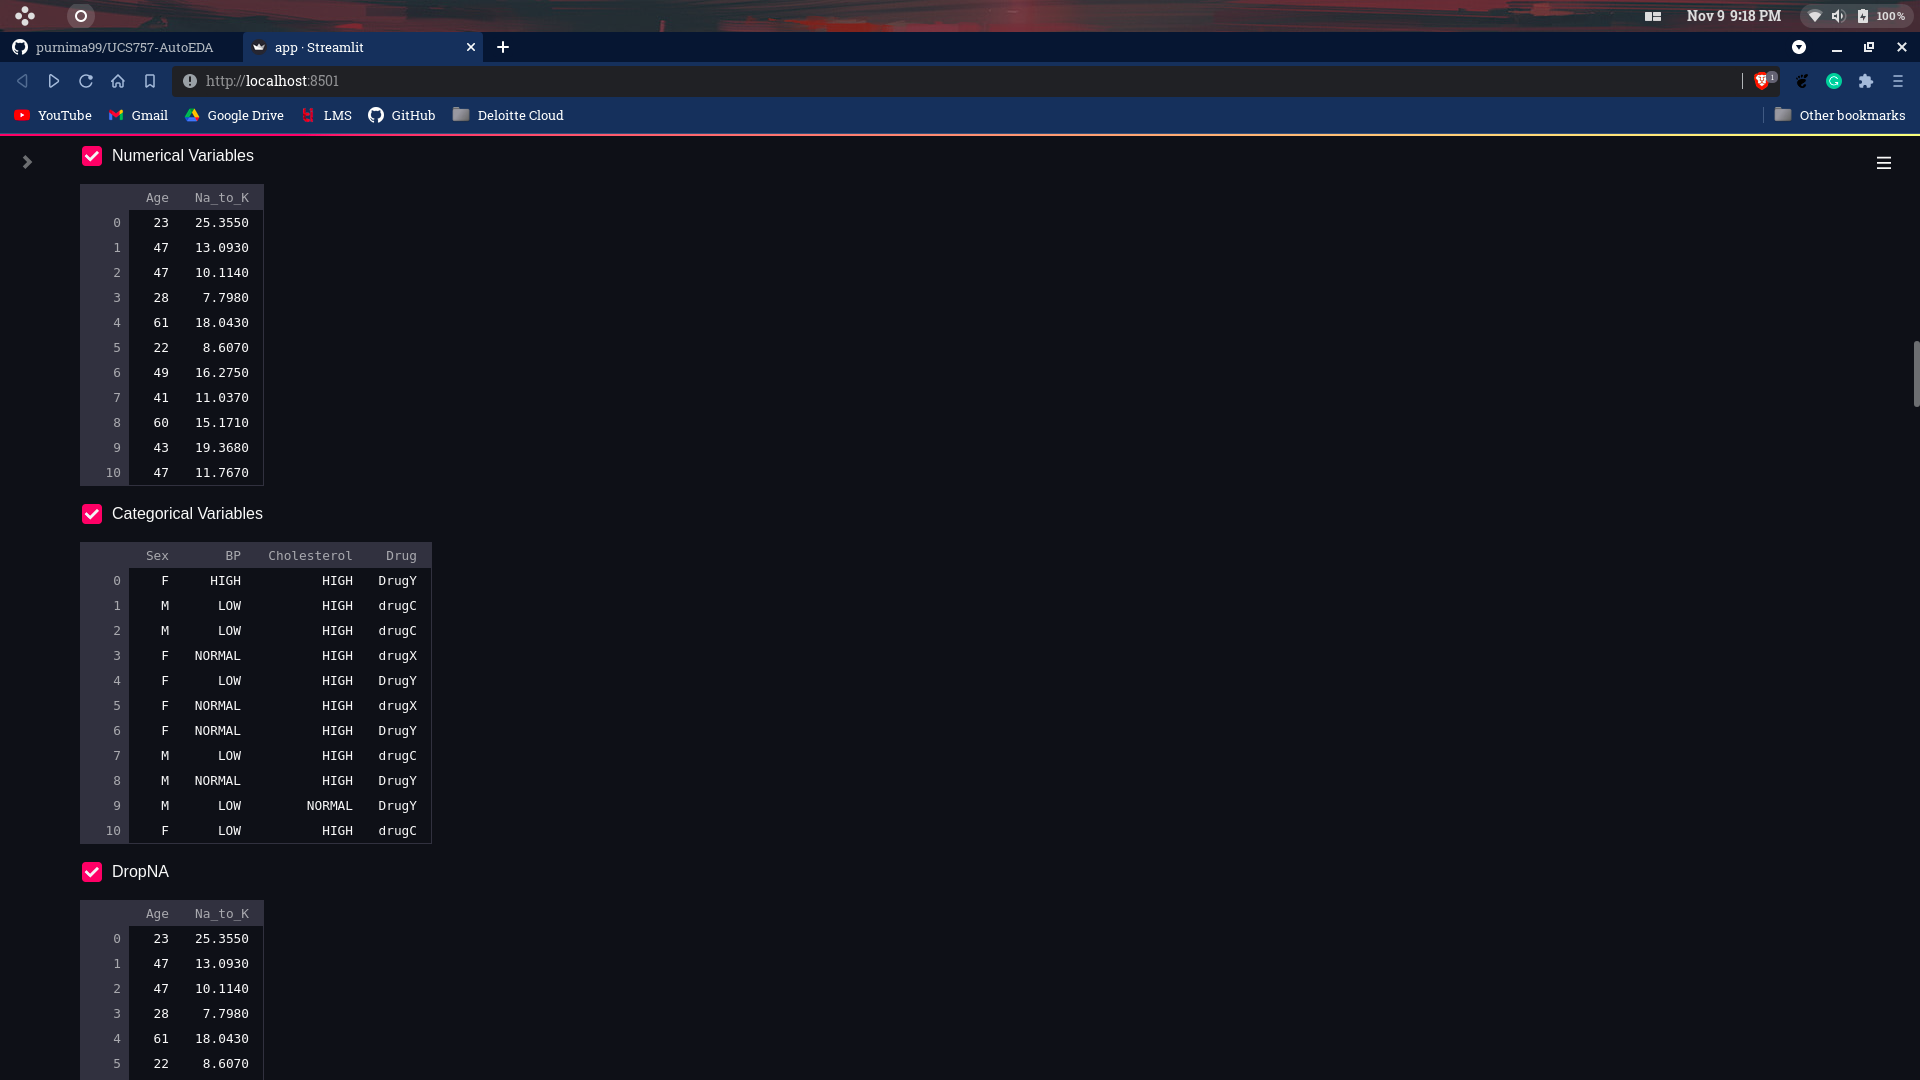 Nov 9 9:18 PM
100%
purnima99/UCS757-AutoEDA
app · Streamlit
http://localhost:8501
1
YouTube
Gmail
Google Drive
LMS
GitHub
Deloitte Cloud
Other bookmarks
Numerical Variables
Age Na_to_K
0 23 25.3550
1 47 13.0930
2 47 10.1140
3 28 7.7980
4 61 18.0430
5 22 8.6070
6 49 16.2750
7 41 11.0370
8 60 15.1710
9 43 19.3680
10 47 11.7670
Categorical Variables
Sex BP Cholesterol Drug
0 F HIGH HIGH DrugY
1 M LOW HIGH drugC
2 M LOW HIGH drugC
3 F NORMAL HIGH drugX
4 F LOW HIGH DrugY
5 F NORMAL HIGH drugX
6 F NORMAL HIGH DrugY
7 M LOW HIGH drugC
8 M NORMAL HIGH DrugY
9 M LOW NORMAL DrugY
10 F LOW HIGH drugC
DropNA
Age Na_to_K
0 23 25.3550
1 47 13.0930
2 47 10.1140
3 28 7.7980
4 61 18.0430
5 22 8.6070